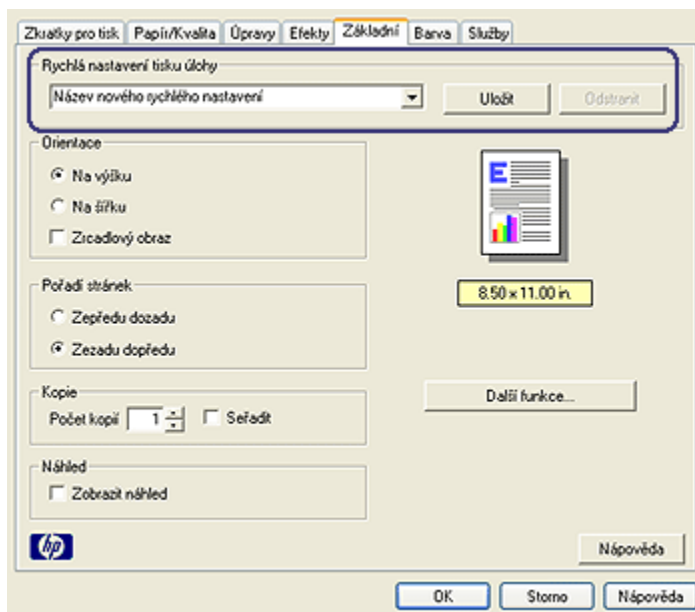 Zkratky pro tisk Papír/Kvalita Úpravy Efekty Základní Barva Služby
Rychlá nastavení tisku úlohy
Název nového rychlého nastavení Uložit Odstranit
Orientace
Na výšku
Na šířku
Zrcadlový obraz
E
8.50 x 11.00 in.
Pořadí stránek
Zepředu dozadu
Zezadu dopředu
Kopie
Počet kopií 1 Seřadit
Další funkce...
Náhled
Zobrazit náhled
hp
Nápověda
OK Storno Nápověda